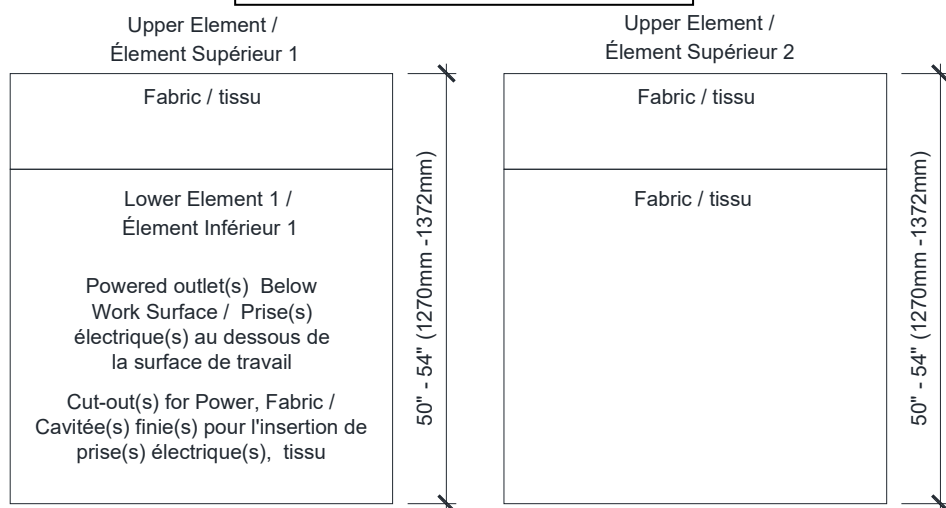 Upper Element /
Élement Supérieur 1
Fabric / tissu
Lower Element 1 /
Élement Inférieur 1
Powered outlet(s) Below
Work Surface / Prise(s)
électrique(s) au dessous de
la surface de travail
Cut-out(s) for Power, Fabric /
Cavitée(s) finie(s) pour l'insertion de
prise(s) électrique(s), tissu
50" - 54" (1270mm -1372mm)
Upper Element /
Élement Supérieur 2
Fabric / tissu
Fabric / tissu
50" - 54" (1270mm -1372mm)